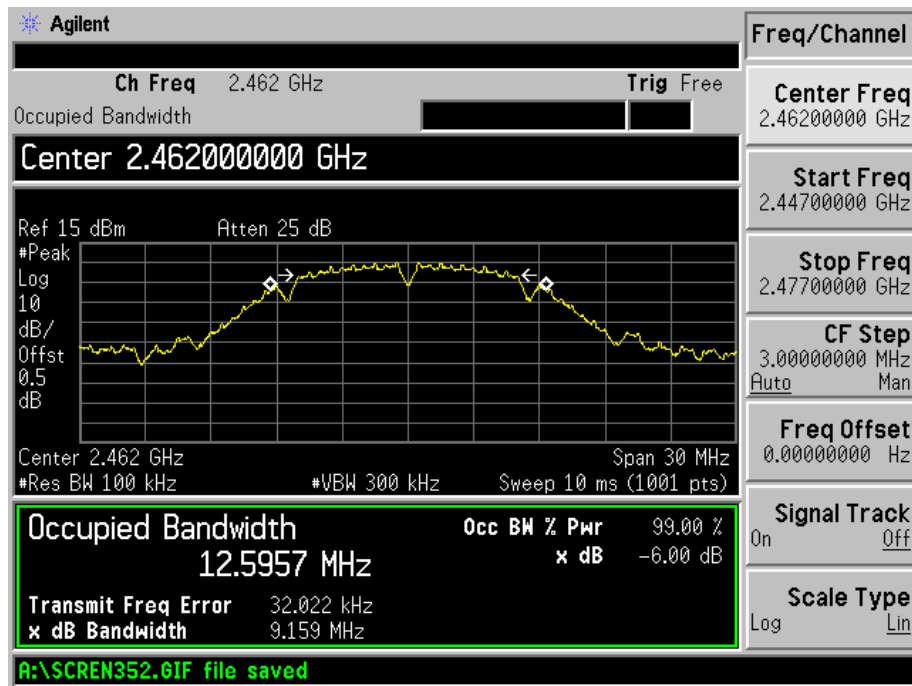 Agilent
Freq/Channel
Ch Freq 2.462 GHz Trig Free
Occupied Bandwidth
Center 2.462000000 GHz
Ref 15 dBm Atten 25 dB
#Peak
Log
10
dB/
Offst
0.5
dB
Center 2.462 GHz Span 30 MHz
#Res BW 100 kHz #VBW 300 kHz Sweep 10 ms (1001 pts)
Occupied Bandwidth
12.5957 MHz
Occ BW % Pwr 99.00 %
x dB -6.00 dB
Transmit Freq Error 32.022 kHz
x dB Bandwidth 9.159 MHz
A:\SCREN352.GIF file saved
Center Freq
2.46200000 GHz
Start Freq
2.44700000 GHz
Stop Freq
2.47700000 GHz
CF Step
3.00000000 MHz
Auto Man
Freq Offset
0.00000000 Hz
Signal Track
On Off
Scale Type
Log Lin